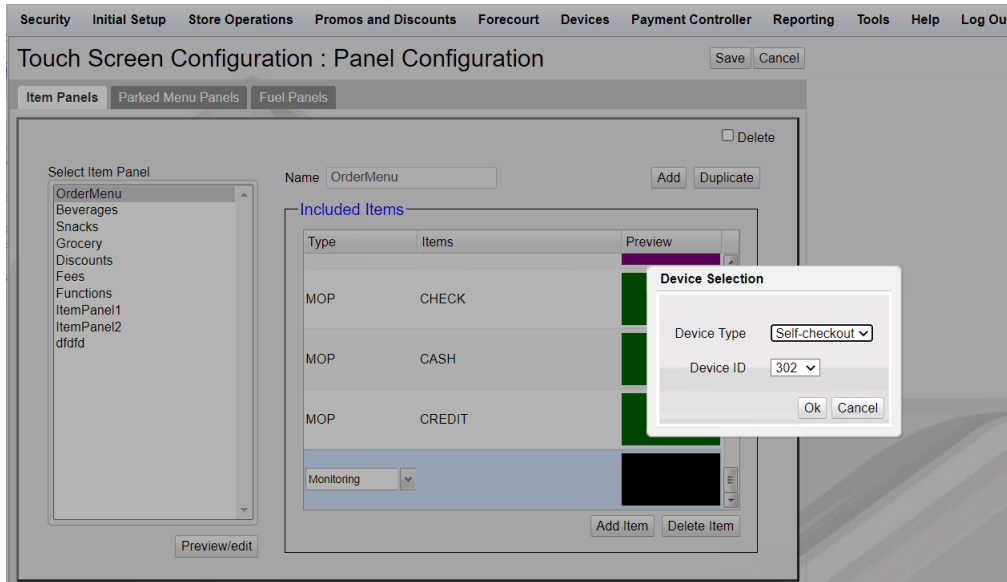 Security Initial Setup Store Operations Promos and Discounts Forecourt Devices Payment Controller Reporting Tools Help Log Ou
Touch Screen Configuration : Panel Configuration Save Cancel
Item Panels Parked Menu Panels Fuel Panels
Delete
Select Item Panel
Name OrderMenu Add Duplicate
OrderMenu
Beverages
Snacks
Grocery
Discounts
Fees
Functions
ItemPanel1
ItemPanel2
dfdfd
Preview/edit
Included Items
Type Items Preview
MOP CHECK
MOP CASH
MOP CREDIT
Monitoring
Add Item Delete Item
Device Selection
Device Type Self-checkout
Device ID 302
Ok Cancel